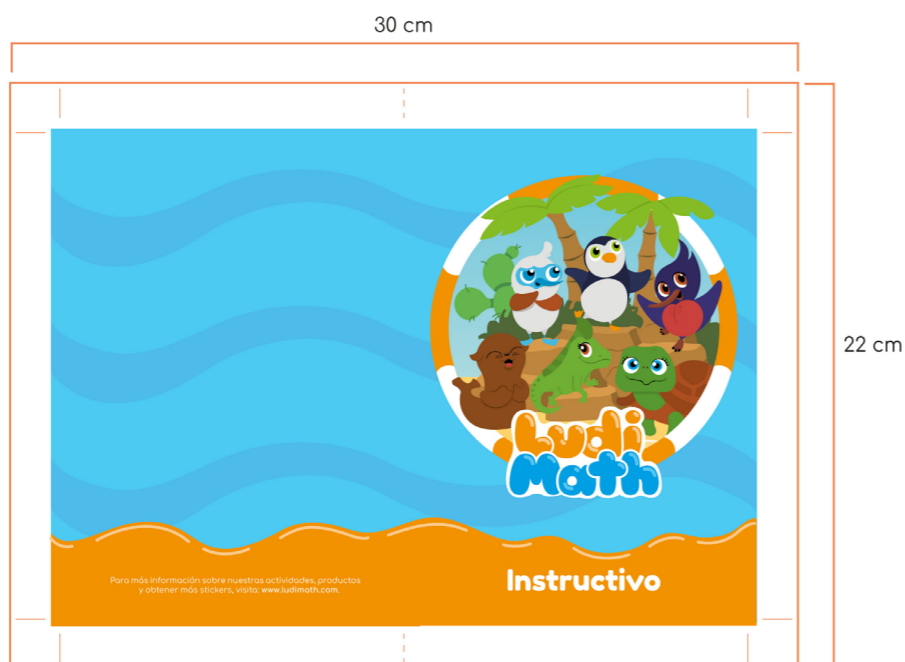 30 cm
22 cm
Ludi
Math
Para más información sobre nuestras actividades, productos
y obtener más stickers, visita: www.ludimath.com.
Instructivo